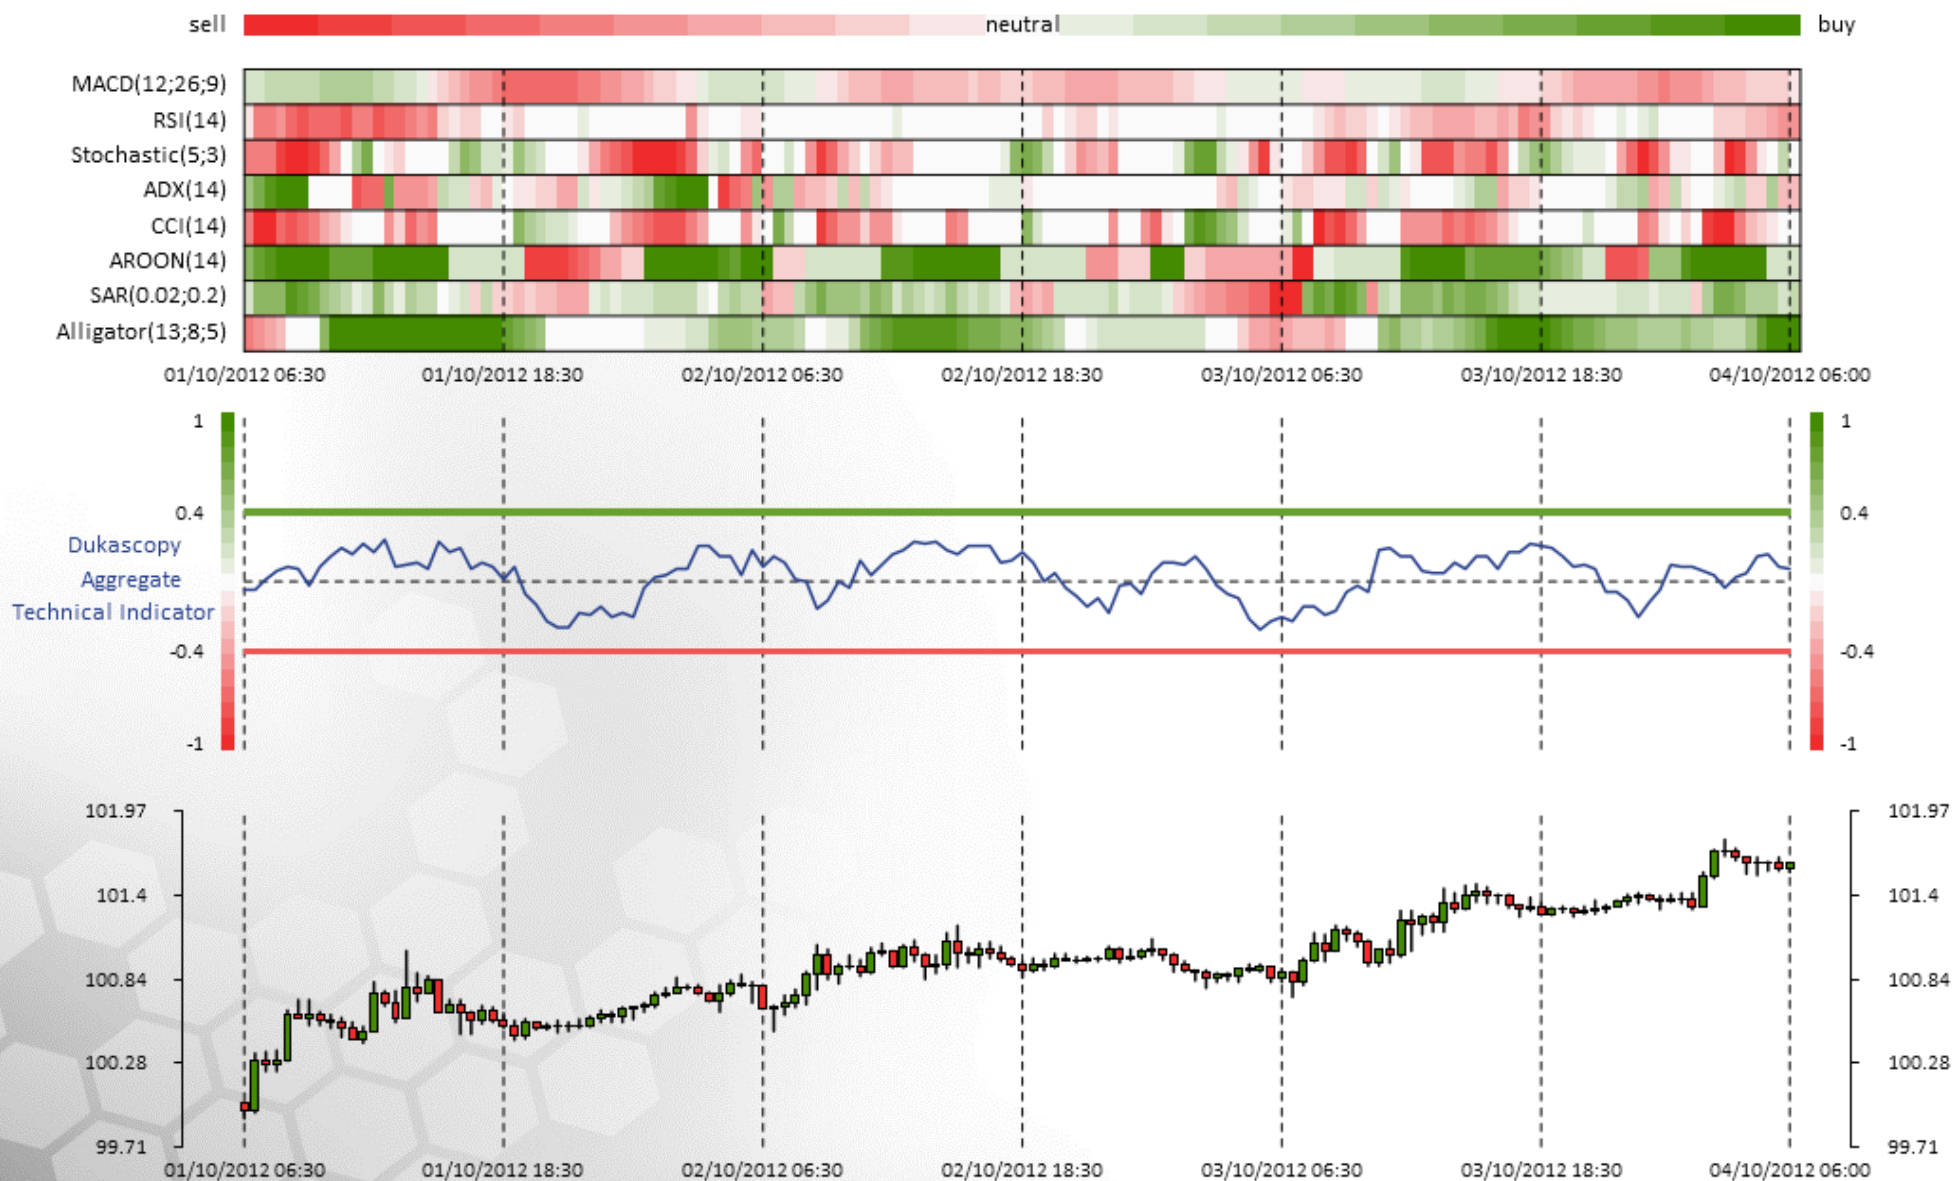 sell neutral buy
MACD(12;26;9)
RSI(14)
Stochastic(5;3)
ADX(14)
CCI(14)
AROON(14)
SAR(0.02;0.2)
Alligator(13;8;5)
01/10/2012 06:30 01/10/2012 18:30 02/10/2012 06:30 02/10/2012 18:30 03/10/2012 06:30 03/10/2012 18:30 04/10/2012 06:00
1 1
0.4 0.4
Dukascopy
Aggregate
Technical Indicator
-0.4 -0.4
-1 -1
101.97 101.97
101.4 101.4
100.84 100.84
100.28 100.28
99.71 99.71
01/10/2012 06:30 01/10/2012 18:30 02/10/2012 06:30 02/10/2012 18:30 03/10/2012 06:30 03/10/2012 18:30 04/10/2012 06:00